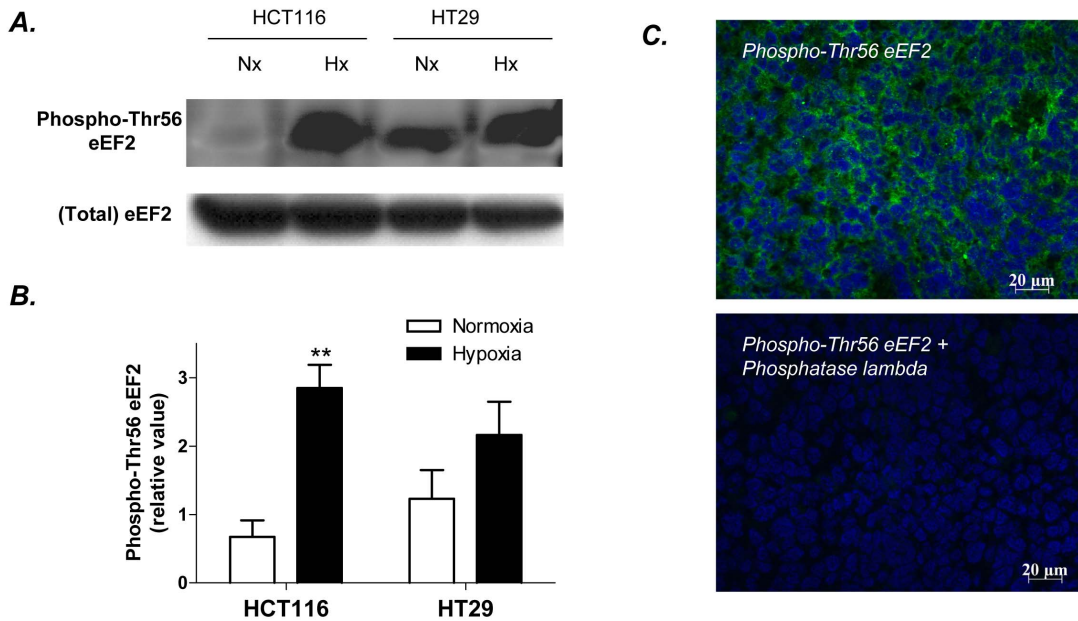 A.
HCT116 HT29
Nx Hx Nx Hx
Phospho-Thr56
eEF2
(Total) eEF2
B.
Normoxia
Hypoxia
Phospho-Thr56 eEF2
(relative value)
3
2
1
0
**
HCT116 HT29
C.
Phospho-Thr56 eEF2
20 µm
Phospho-Thr56 eEF2 +
Phosphatase lambda
20 µm